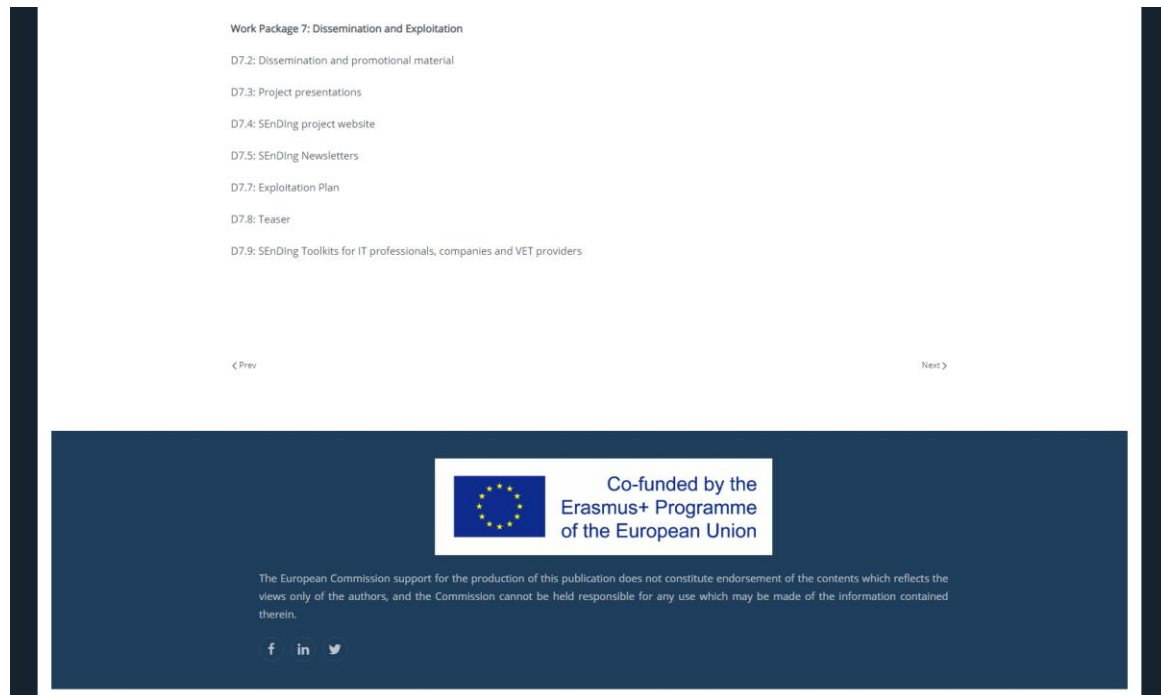 Work Package 7: Dissemination and Exploitation
D7.2: Dissemination and promotional material
D7.3: Project presentations
D7.4: SEnDIng project website
D7.5: SEnDIng Newsletters
D7.7: Exploitation Plan
D7.8: Teaser
D7.9: SEnDIng Toolkits for IT professionals, companies and VET providers
Prev
Next
Co-funded by the
Erasmus+ Programme
of the European Union
The European Commission support for the production of this publication does not constitute endorsement of the contents which reflects the
views only of the authors, and the Commission cannot be held responsible for any use which may be made of the information contained
therein.